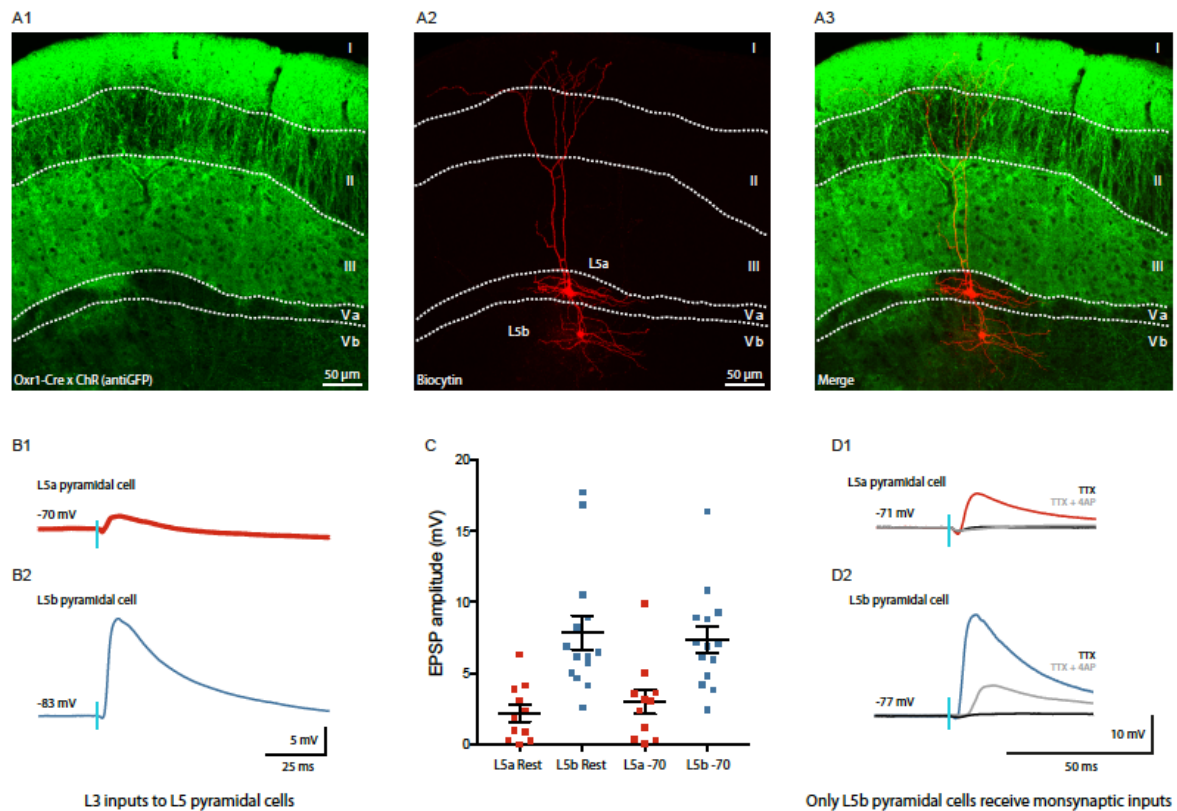 A1
A2
A3
I
II
III
Va
Vb
Oxr1-Cre x ChR (antiGFP)
50 µm
I
II
III
L5a
Va
L5b
Vb
Biocytin
50 µm
I
II
III
Va
Vb
Merge
50 µm
B1
L5a pyramidal cell
-70 mV
B2
L5b pyramidal cell
-83 mV
5 mV
25 ms
L3 inputs to L5 pyramidal cells
C
EPSP amplitude (mV)
20
15
10
5
0
L5a Rest L5b Rest L5a -70 L5b -70
D1
L5a pyramidal cell
TTX
TTX + 4AP
-71 mV
D2
L5b pyramidal cell
TTX
TTX + 4AP
-77 mV
10 mV
50 ms
Only L5b pyramidal cells receive monsynaptic inputs